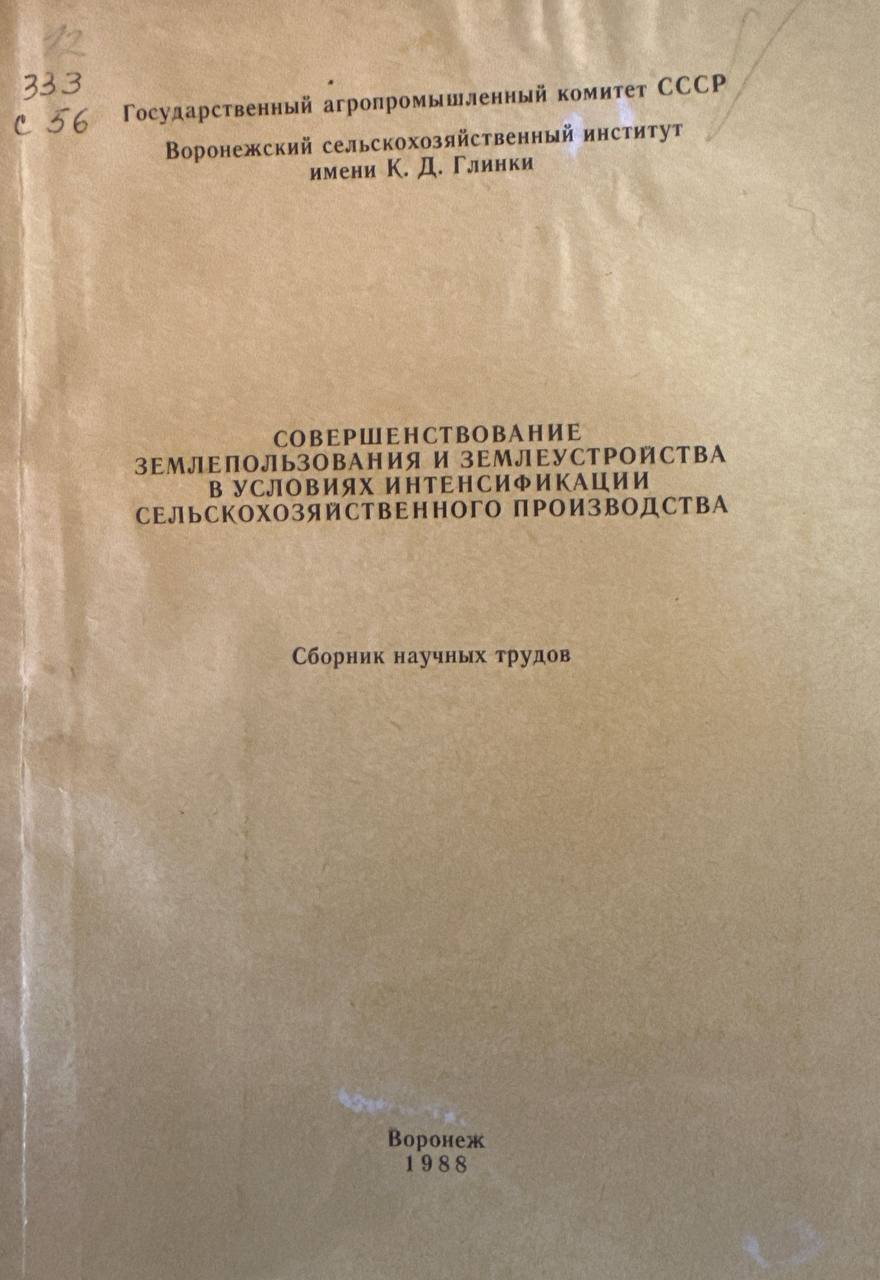 12
333
С 56
Государственный агропромышленный комитет СССР
Воронежский сельскохозяйственный институт
имени К. Д. Глинки
СОВЕРШЕНСТВОВАНИЕ
ЗЕМЛЕПОЛЬЗОВАНИЯ И ЗЕМЛЕУСТРОЙСТВА
В УСЛОВИЯХ ИНТЕНСИФИКАЦИИ
СЕЛЬСКОХОЗЯЙСТВЕННОГО ПРОИЗВОДСТВА
Сборник научных трудов
Воронеж
1988